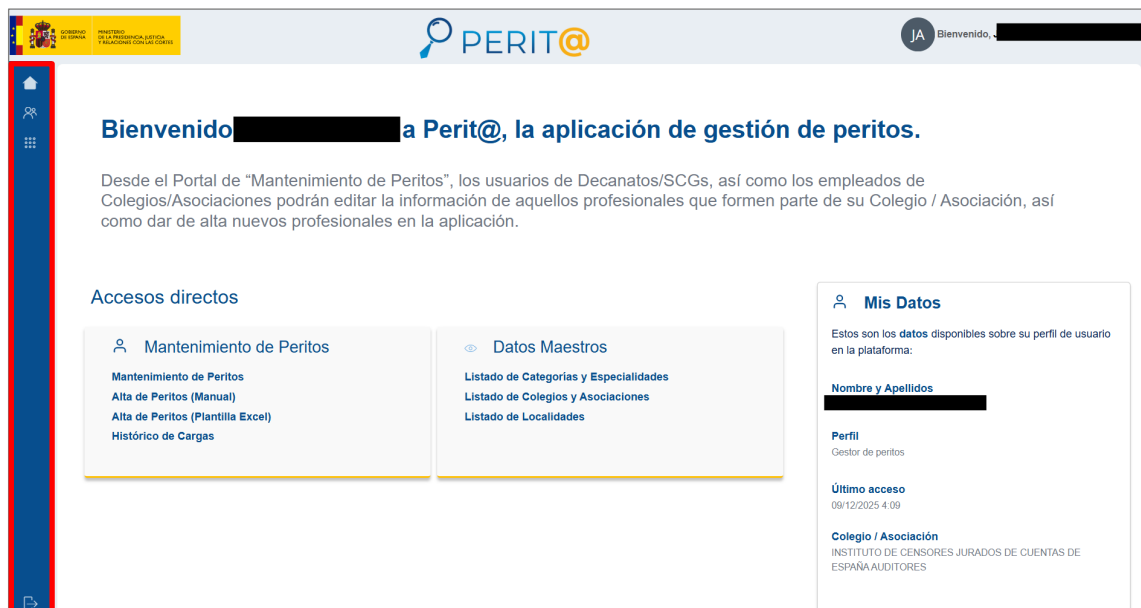 GOBIERNO
DE ESPAÑA
MINISTERIO
DE LA PRESIDENCIA, JUSTICIA
Y RELACIONES CON LAS CORTES
PERIT@
JA
Bienvenido,
Bienvenido a Perit@, la aplicación de gestión de peritos.
Desde el Portal de “Mantenimiento de Peritos”, los usuarios de Decanatos/SCGs, así como los empleados de
Colegios/Asociaciones podrán editar la información de aquellos profesionales que formen parte de su Colegio / Asociación, así
como dar de alta nuevos profesionales en la aplicación.
Accesos directos
Mantenimiento de Peritos
Mantenimiento de Peritos
Alta de Peritos (Manual)
Alta de Peritos (Plantilla Excel)
Histórico de Cargas
Datos Maestros
Listado de Categorias y Especialidades
Listado de Colegios y Asociaciones
Listado de Localidades
Mis Datos
Estos son los datos disponibles sobre su perfil de usuario
en la plataforma:
Nombre y Apellidos
Perfil
Gestor de peritos
Último acceso
09/12/2025 4:09
Colegio / Asociación
INSTITUTO DE CENSORES JURADOS DE CUENTAS DE
ESPAÑA AUDITORES